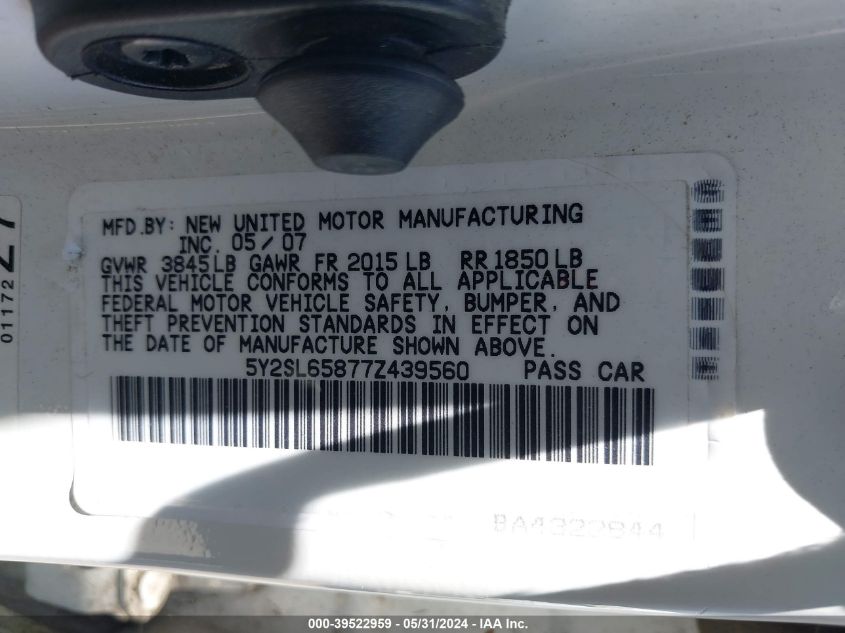 MFD.BY: NEW UNITED MOTOR MANUFACTURING
INC. 05/07
GVWR 3845LB GAWR FR 2015LB RR 1850LB
THIS VEHICLE CONFORMS TO ALL APPLICABLE
FEDERAL MOTOR VEHICLE SAFETY, BUMPER, AND
THEFT PREVENTION STANDARDS IN EFFECT ON
THE DATE OF MANUFACTURE SHOWN ABOVE.
5Y2SL65877Z439560 PASS CAR
01172
000-39522959 - 05/31/2024 - IAA Inc.